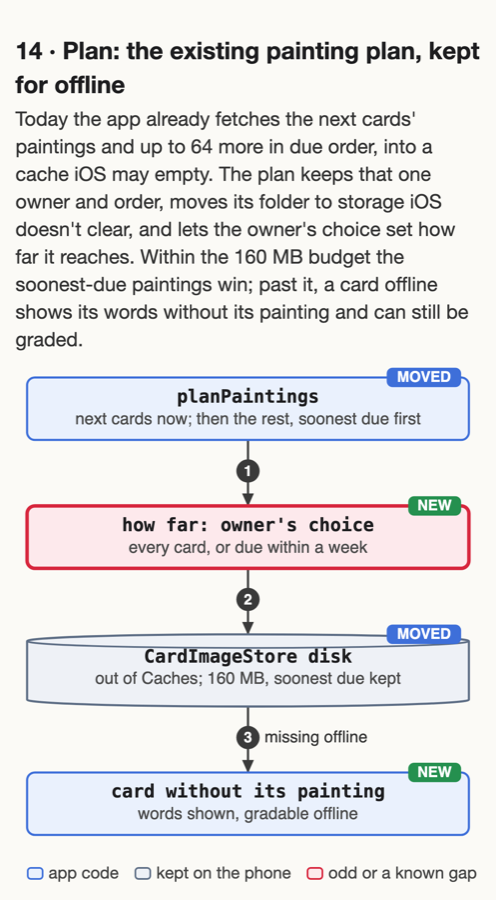 14 · Plan: the existing painting plan, kept
for offline
Today the app already fetches the next cards'
paintings and up to 64 more in due order, into a
cache iOS may empty. The plan keeps that one
owner and order, moves its folder to storage iOS
doesn't clear, and lets the owner's choice set how
far it reaches. Within the 160 MB budget the
soonest-due paintings win; past it, a card offline
shows its words without its painting and can still be
graded.
MOVED
planPaintings
next cards now; then the rest, soonest due first
1
NEW
how far: owner's choice
every card, or due within a week
2
MOVED
CardImageStore disk
out of Caches; 160 MB, soonest due kept
3 missing offline
NEW
card without its painting
words shown, gradable offline
app code kept on the phone odd or a known gap